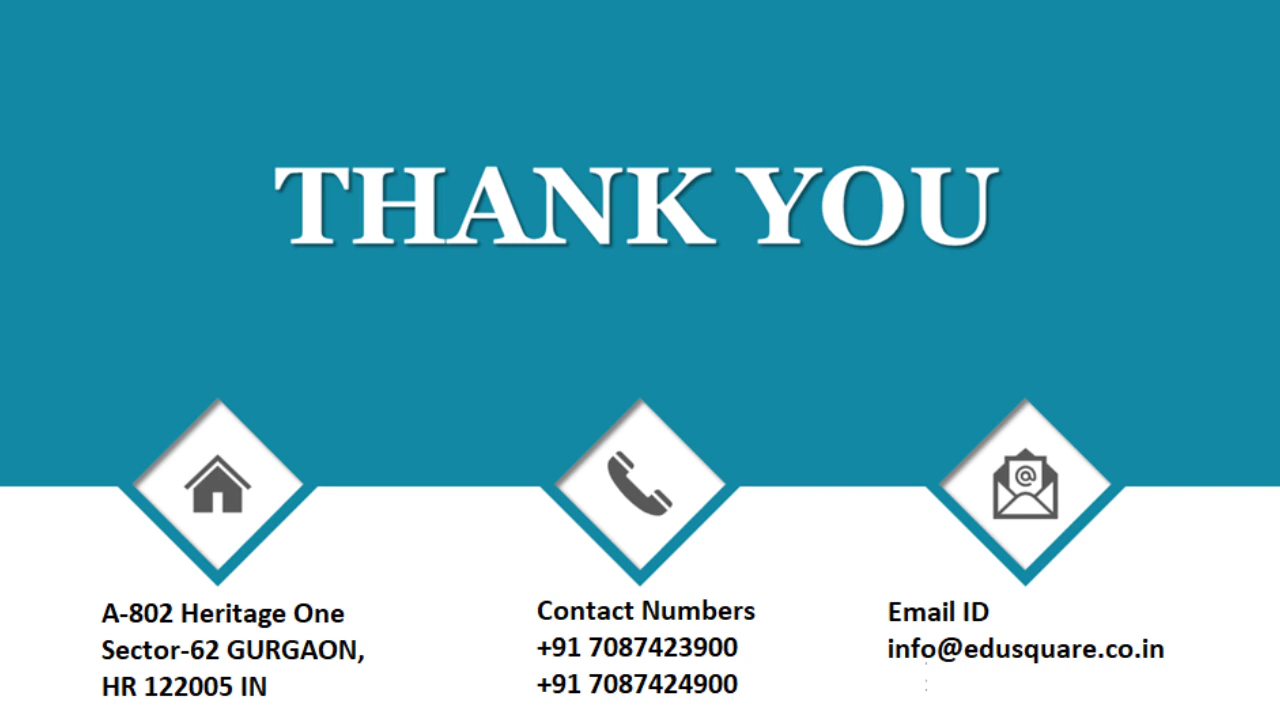 THANK YOU
A-802 Heritage One
Sector-62 GURGAON,
HR 122005 IN
Contact Numbers
+91 7087423900
+91 7087424900
Email ID
info@edusquare.co.in